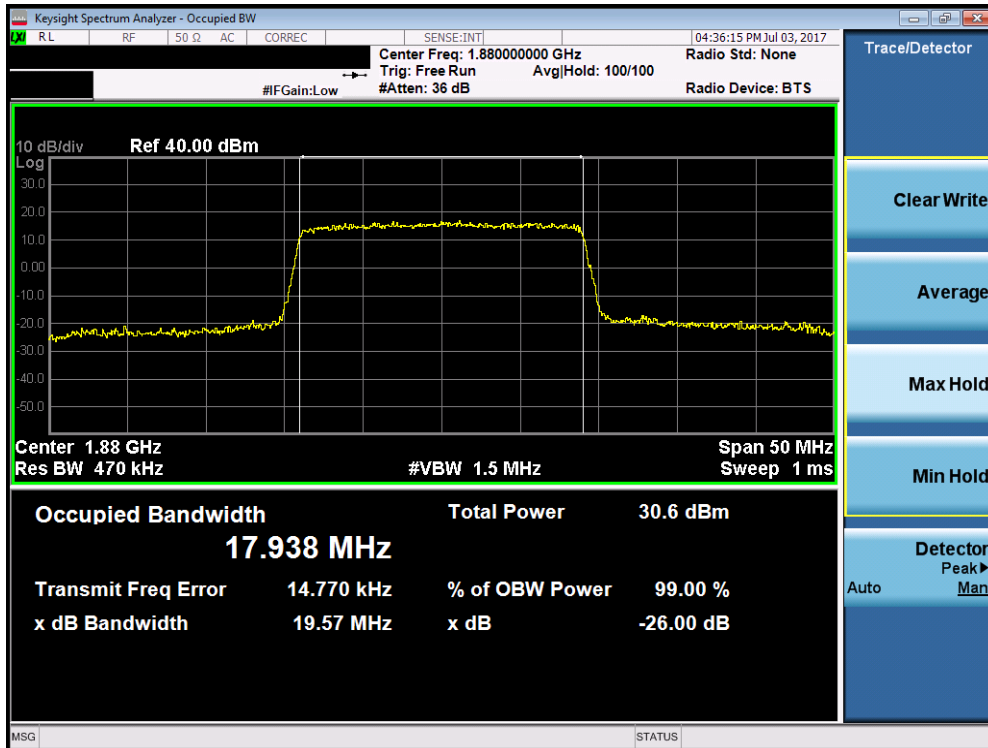 Keysight Spectrum Analyzer - Occupied BW
LXI RL RF 50 Ω AC CORREC SENSE:INT 04:36:15 PM Jul 03, 2017
Center Freq: 1.880000000 GHz Radio Std: None
Trig: Free Run Avg|Hold: 100/100
#IFGain:Low #Atten: 36 dB Radio Device: BTS
Trace/Detector
10 dB/div Ref 40.00 dBm
Log
30.0
20.0
10.0
0.00
-10.0
-20.0
-30.0
-40.0
-50.0
Center 1.88 GHz Span 50 MHz
Res BW 470 kHz #VBW 1.5 MHz Sweep 1 ms
Occupied Bandwidth Total Power 30.6 dBm
17.938 MHz
Transmit Freq Error 14.770 kHz % of OBW Power 99.00 %
x dB Bandwidth 19.57 MHz x dB -26.00 dB
Clear Write
Average
Max Hold
Min Hold
Detector
Peak▶
Auto Man
MSG STATUS